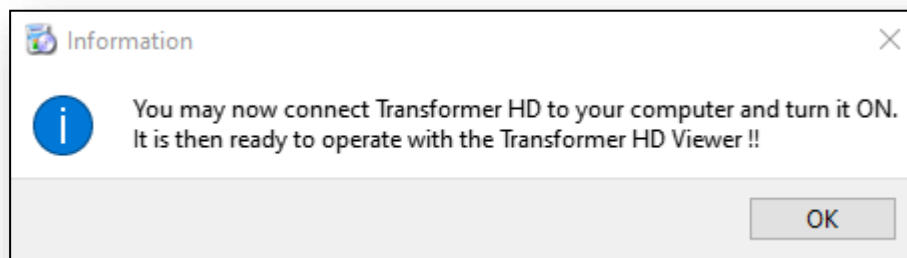 Information
You may now connect Transformer HD to your computer and turn it ON.
It is then ready to operate with the Transformer HD Viewer !!
OK